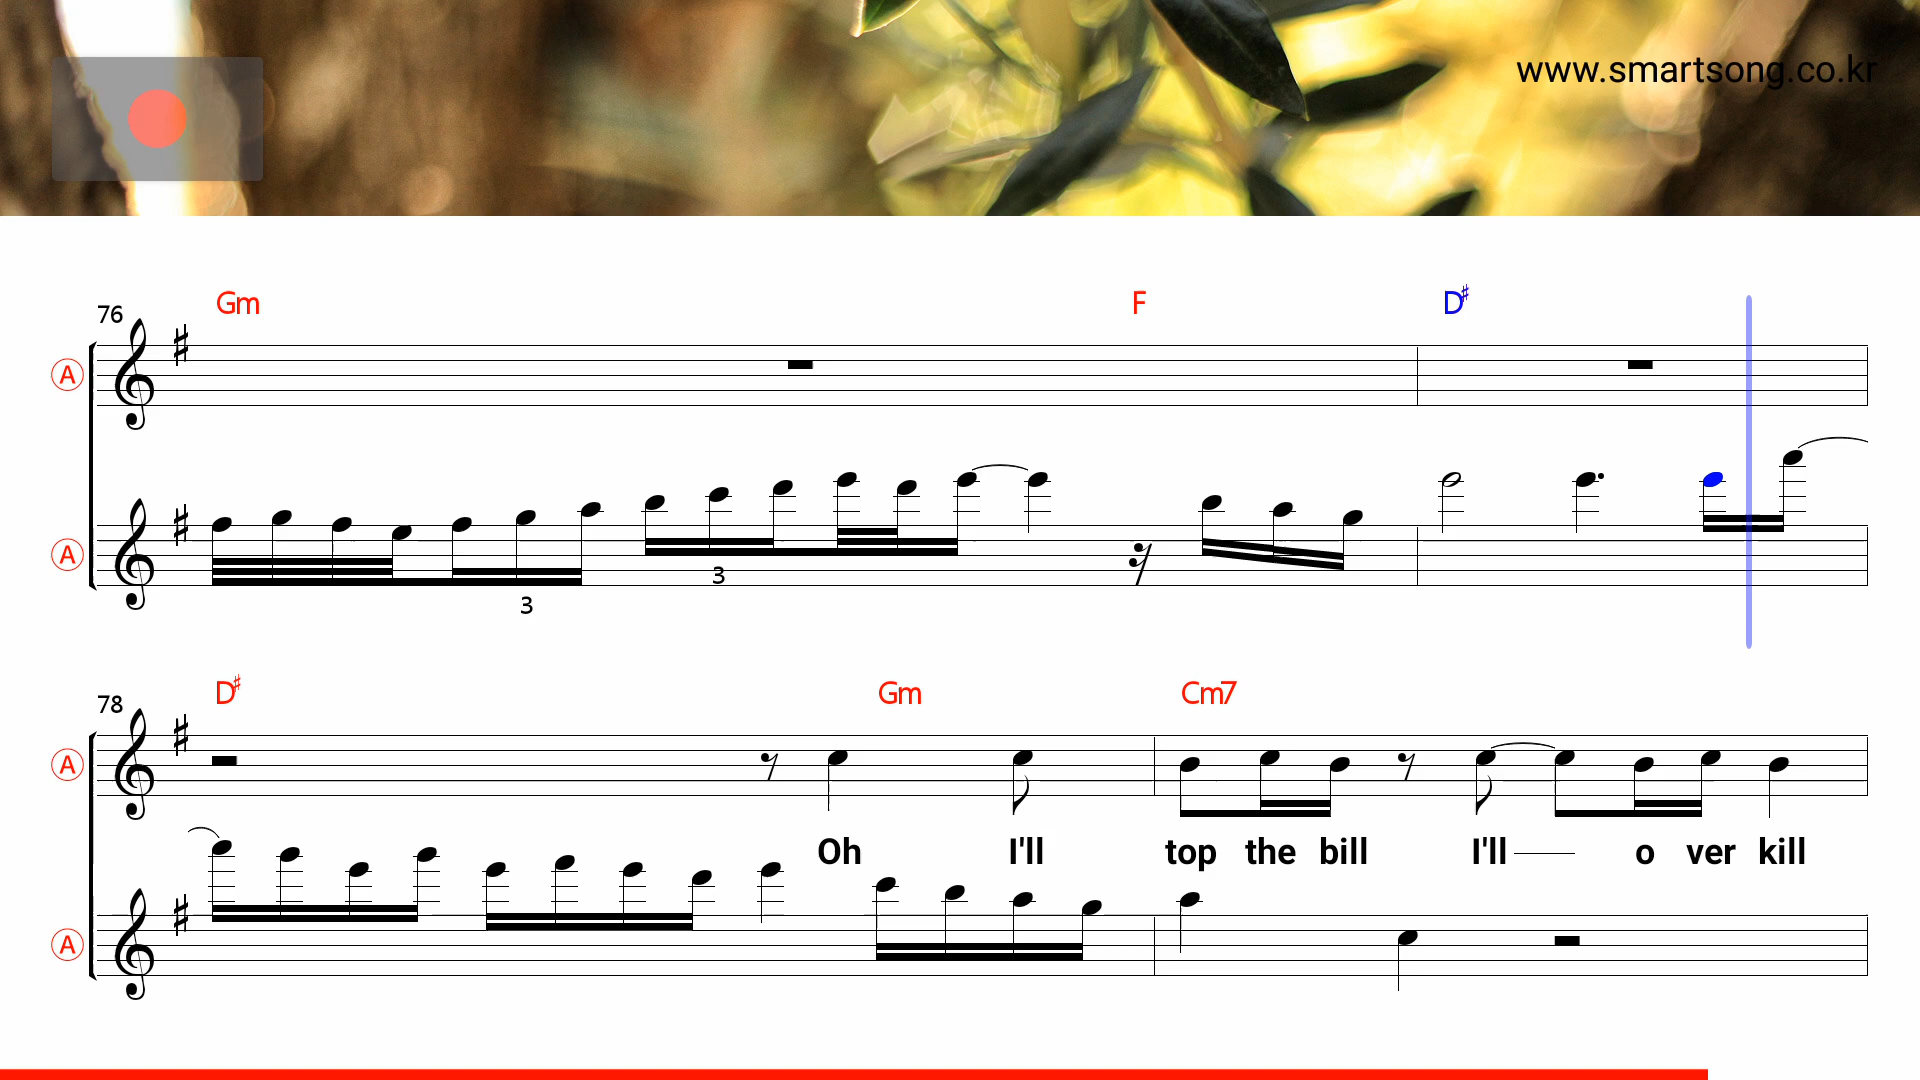 www.smartsong.co.kr
76 Gm F D♯
A
A
3 3
78 D♯ Gm Cm7
A
Oh I'll top the bill I'll o ver kill
A